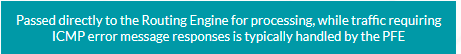 Passed directly to the Routing Engine for processing, while traffic requiring
ICMP error message responses is typically handled by the PFE